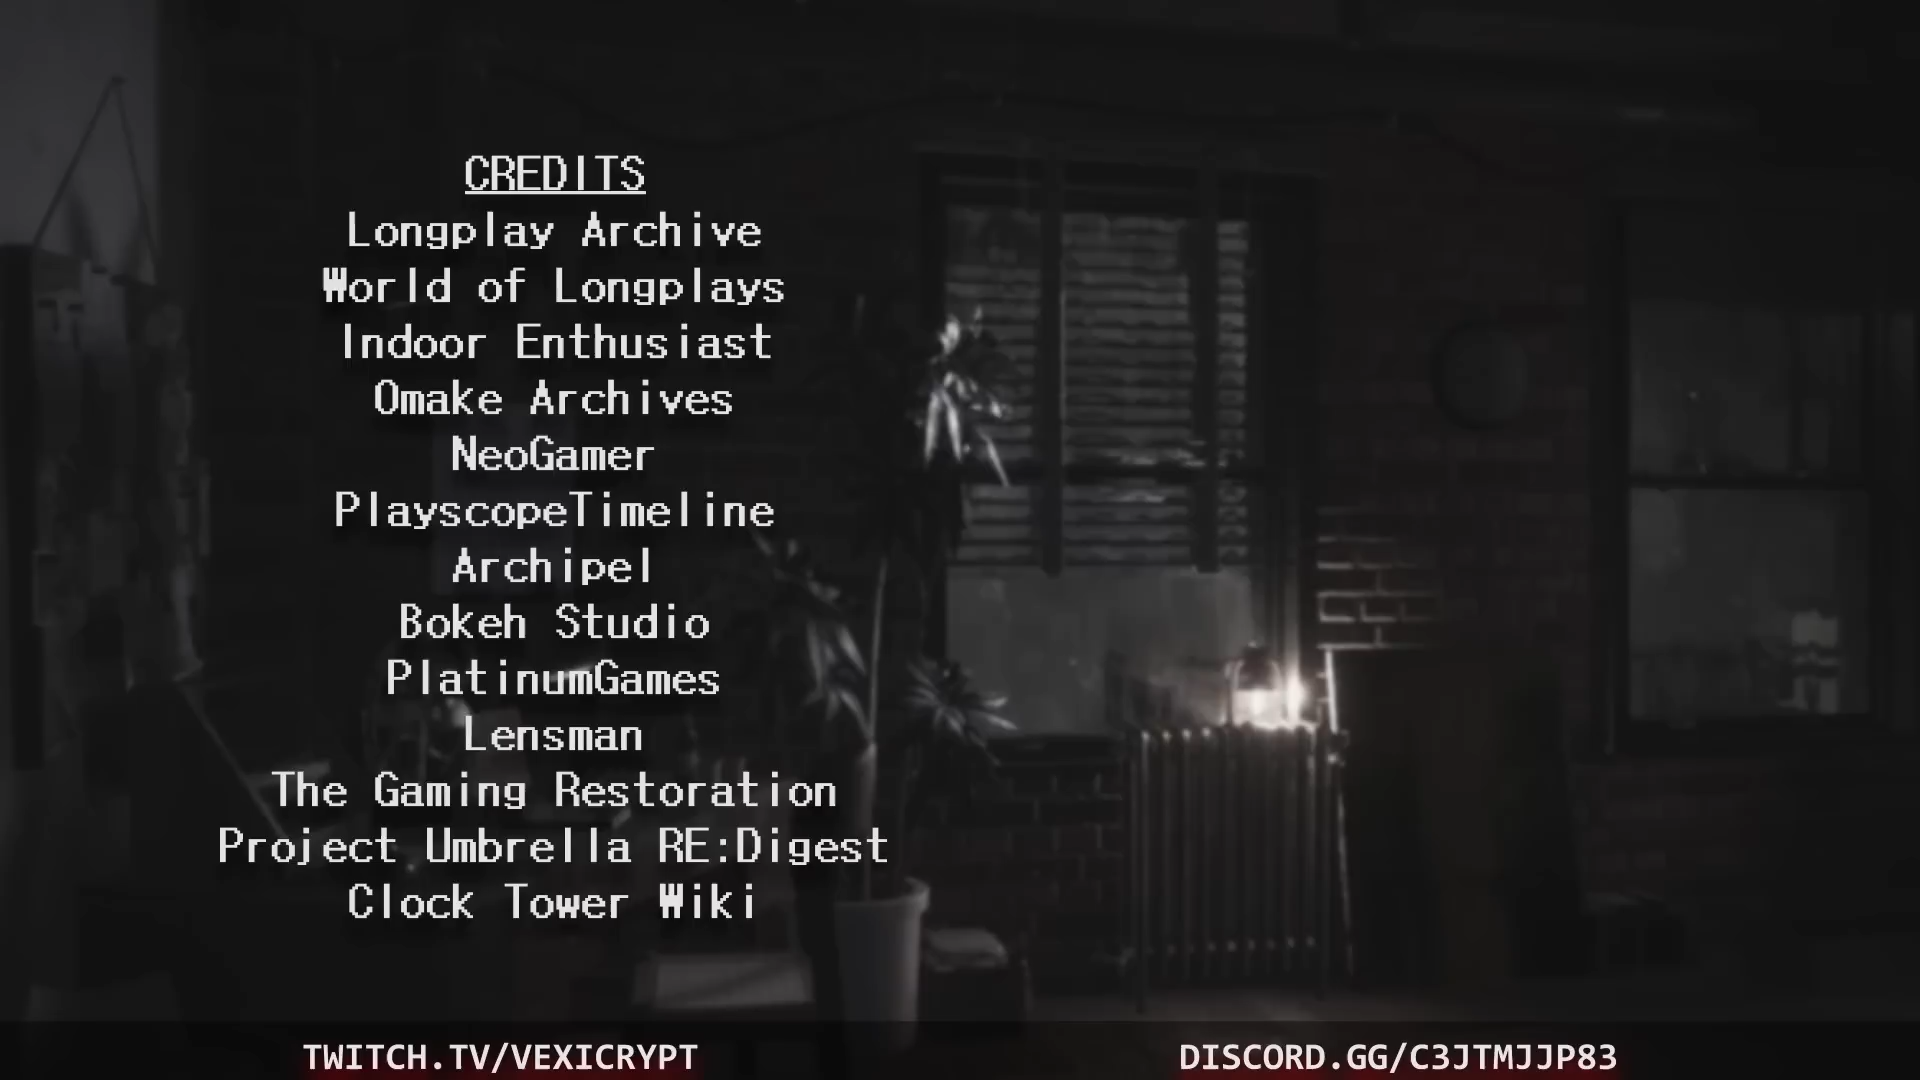 CREDITS
Longplay Archive
World of Longplays
Indoor Enthusiast
Omake Archives
NeoGamer
PlayscopeTimeline
Archipel
Bokeh Studio
PlatinumGames
Lensman
The Gaming Restoration
Project Umbrella RE:Digest
Clock Tower Wiki
TWITCH.TV/VEXICRYPT
DISCORD.GG/C3JTMJJP83